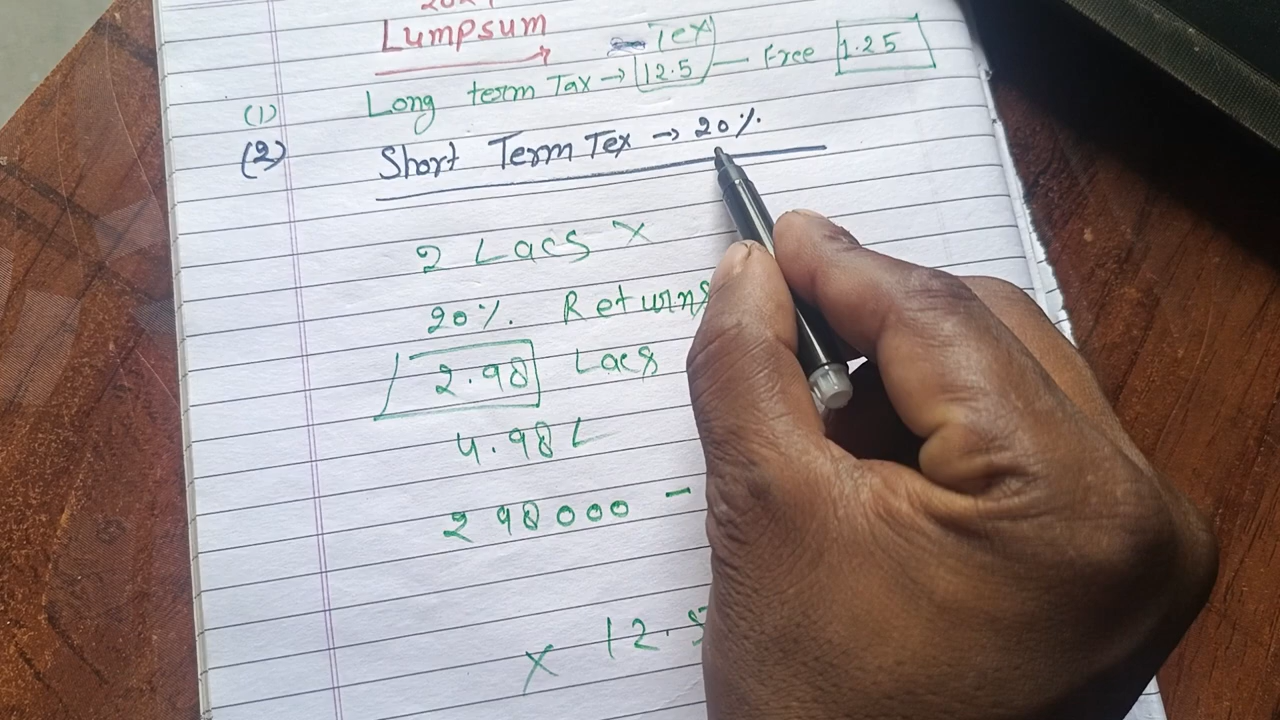 Lumpsum
Tex
(1) Long term Tax → 12.5 — Free 1.25
(2) Short Term Tex → 20%.
2 Lacs ×
20%. Returns
2.98 Lacs
4.98 L
298000 -
× 12.5